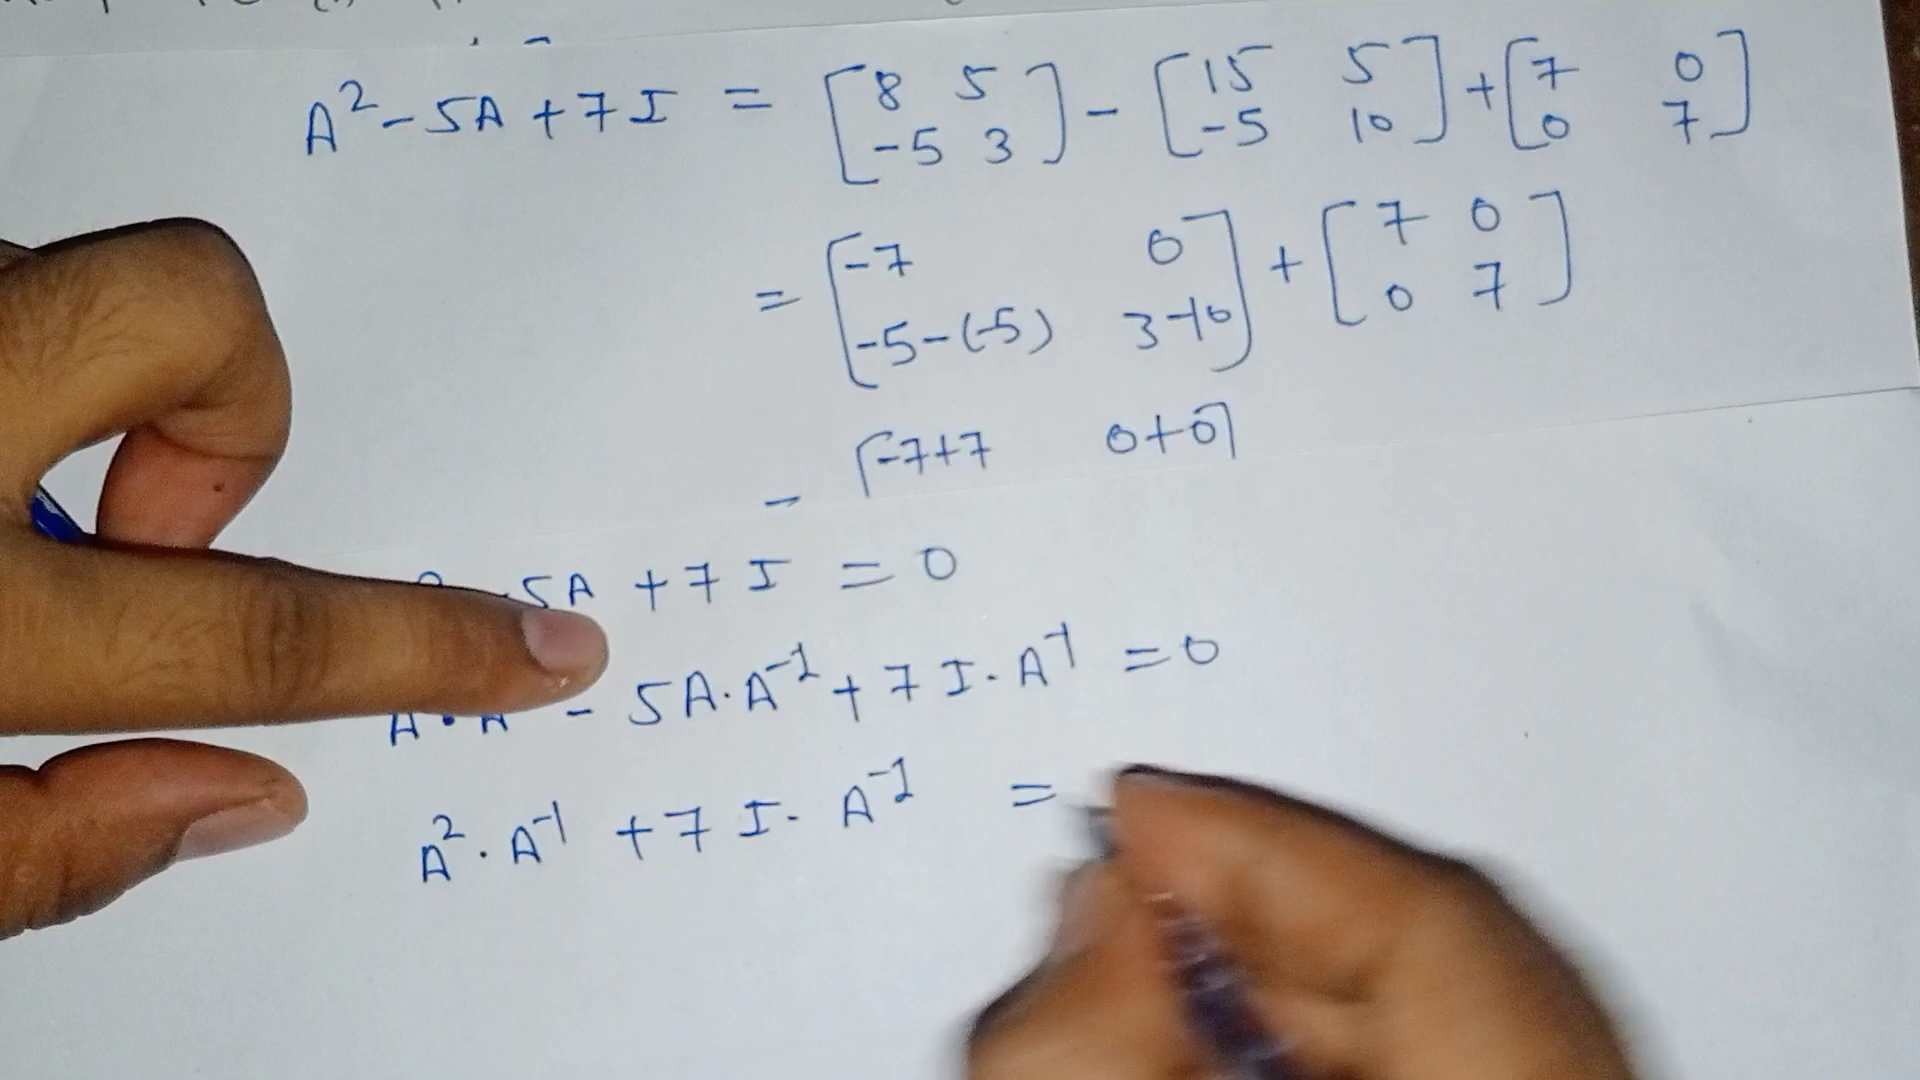 A² - 5A + 7I = [8 5 -5 3] - [15 5 -5 10] + [7 0 0 7]
= [-7 0 -5-(-5) 3-10] + [7 0 0 7]
[-7+7 0+0]
5A + 7I = 0
- 5A·A⁻¹ + 7I·A⁻¹ = 0
A²·A⁻¹ + 7I·A⁻¹ =